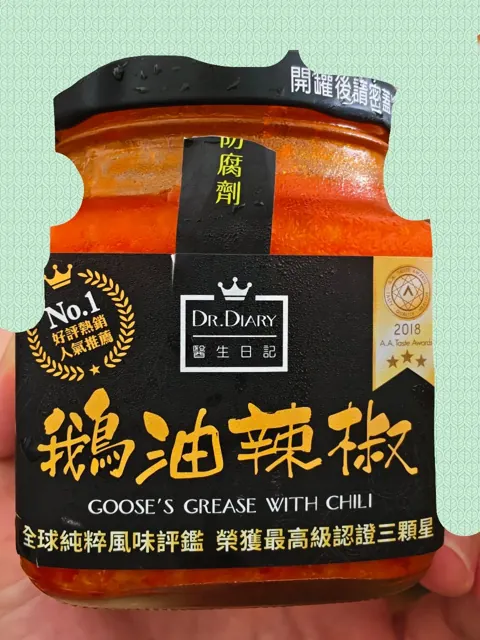 開罐後請密蓋
防腐劑
No.1
好評熱銷
人氣推薦
DR.DIARY
醫生日記
2018
A.A. Taste Awards
鵝油辣椒
GOOSE'S GREASE WITH CHILI
全球純粹風味評鑑 榮獲最高級認證三顆星